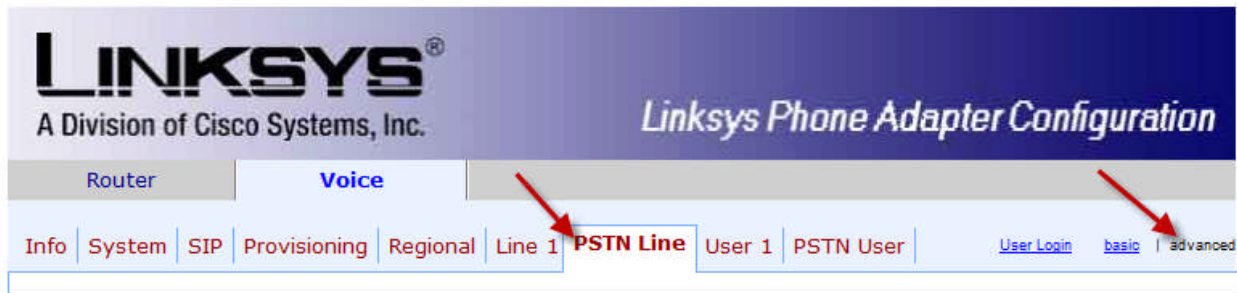 LINKSYS®
A Division of Cisco Systems, Inc.
Linksys Phone Adapter Configuration
Router Voice
Info System SIP Provisioning Regional Line 1 PSTN Line User 1 PSTN User User Login basic | advanced